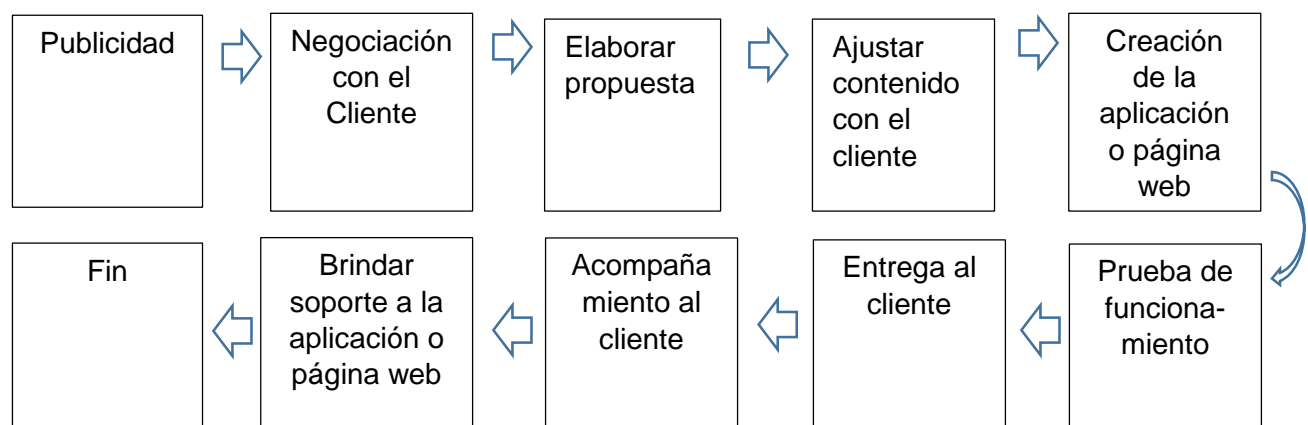 Publicidad
Negociación
con el
Cliente
Elaborar
propuesta
Ajustar
contenido
con el
cliente
Creación
de la
aplicación
o página
web
Prueba de
funciona-
miento
Entrega al
cliente
Acompaña
miento al
cliente
Brindar
soporte a la
aplicación o
página web
Fin